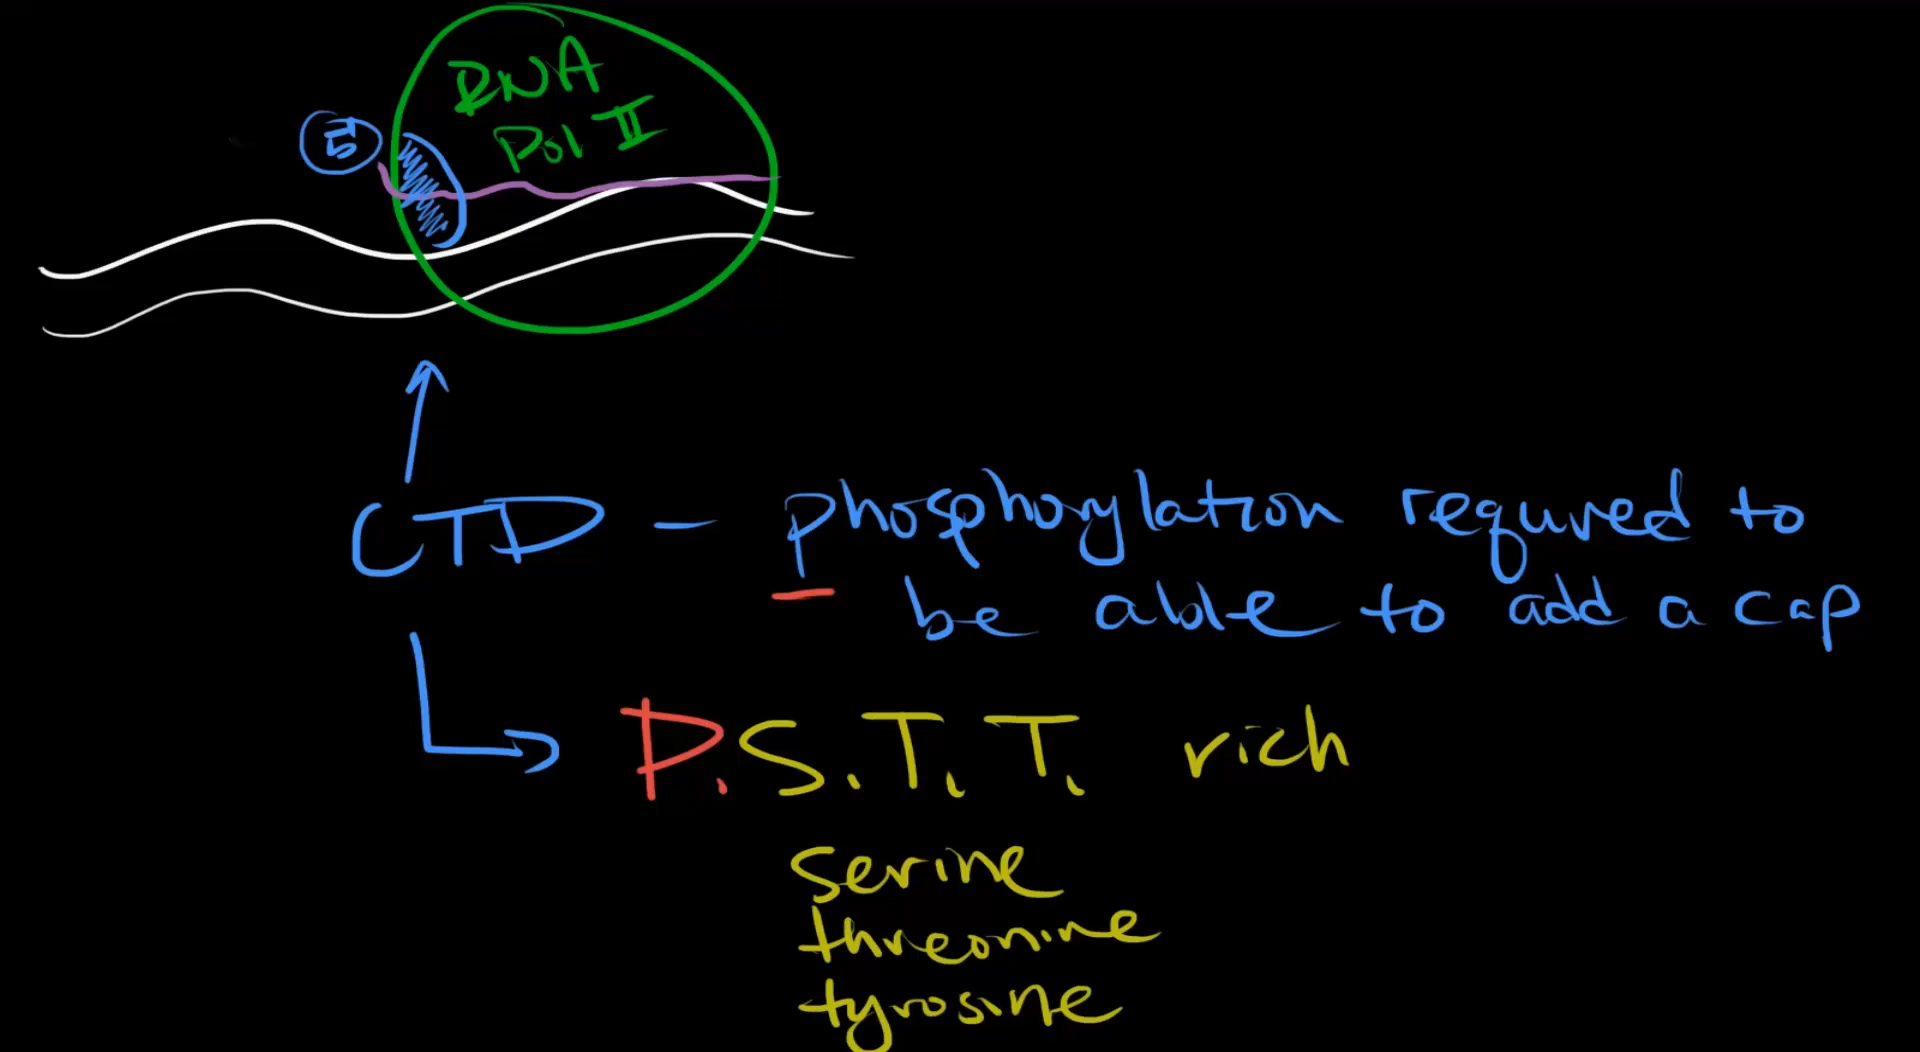 RNA
Pol II
5'
CTD - phosphorylation required to
be able to add a cap
P.S.T.T. rich
serine
threonine
tyrosine